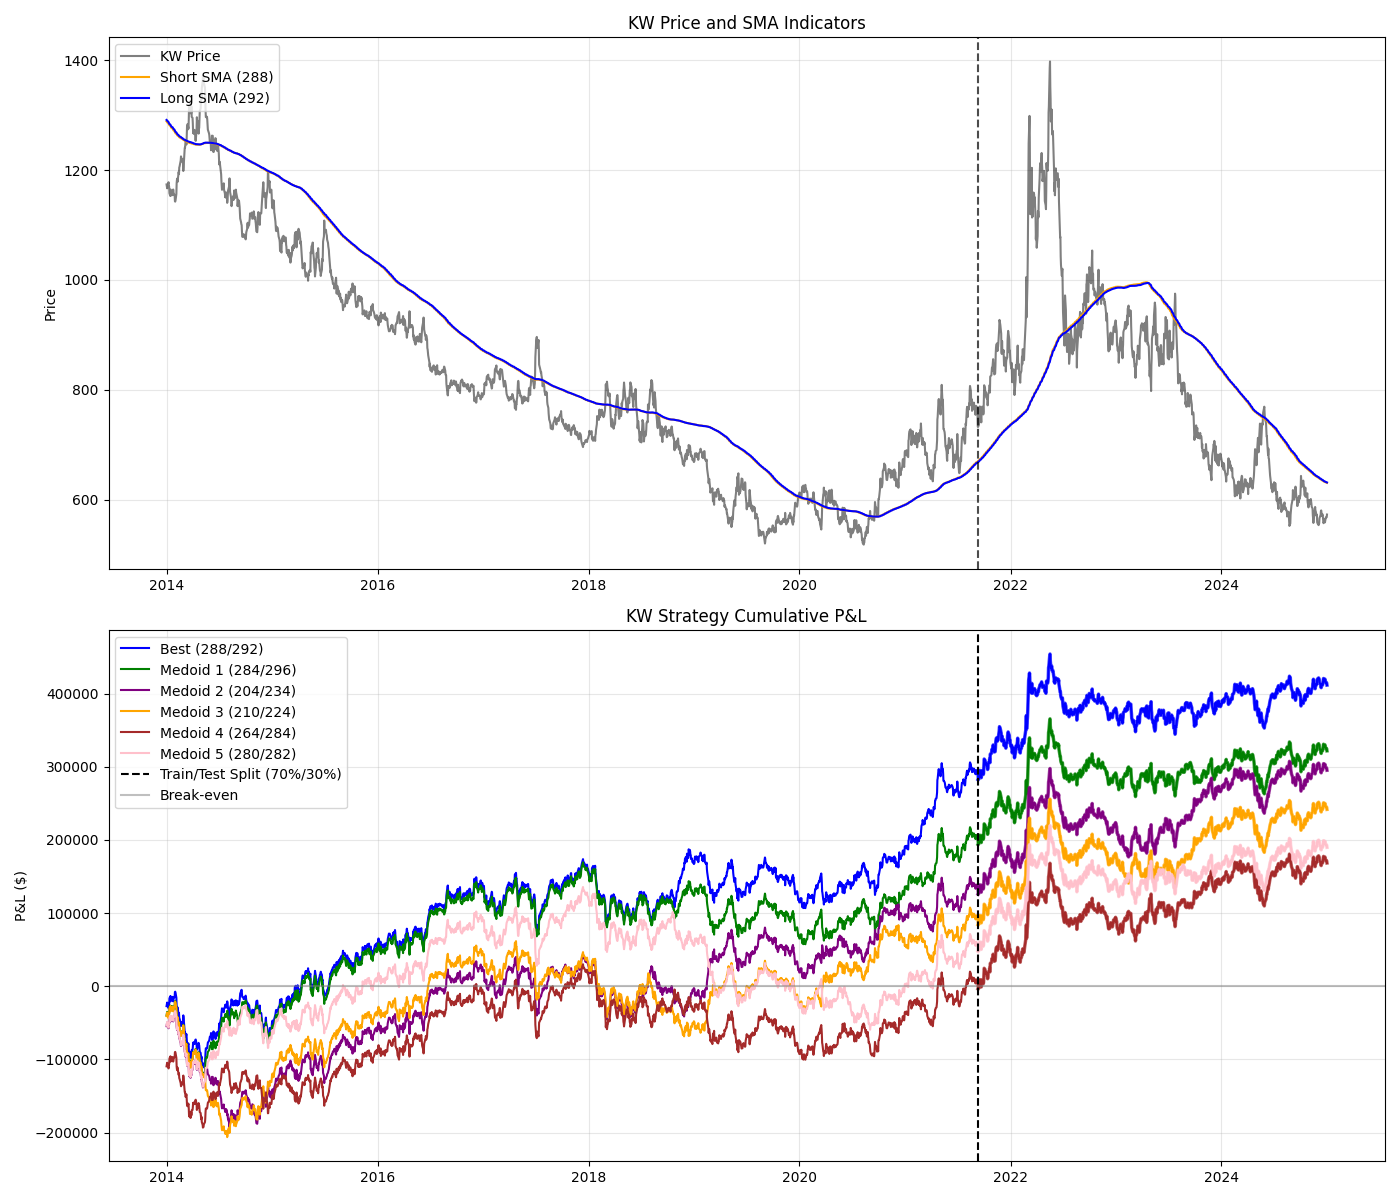 KW Price and SMA Indicators
KW Price
Short SMA (288)
Long SMA (292)
Price
1400
1200
1000
800
600
2014 2016 2018 2020 2022 2024
KW Strategy Cumulative P&L
Best (288/292)
Medoid 1 (284/296)
Medoid 2 (204/234)
Medoid 3 (210/224)
Medoid 4 (264/284)
Medoid 5 (280/282)
Train/Test Split (70%/30%)
Break-even
P&L ($)
400000
300000
200000
100000
0
−100000
−200000
2014 2016 2018 2020 2022 2024